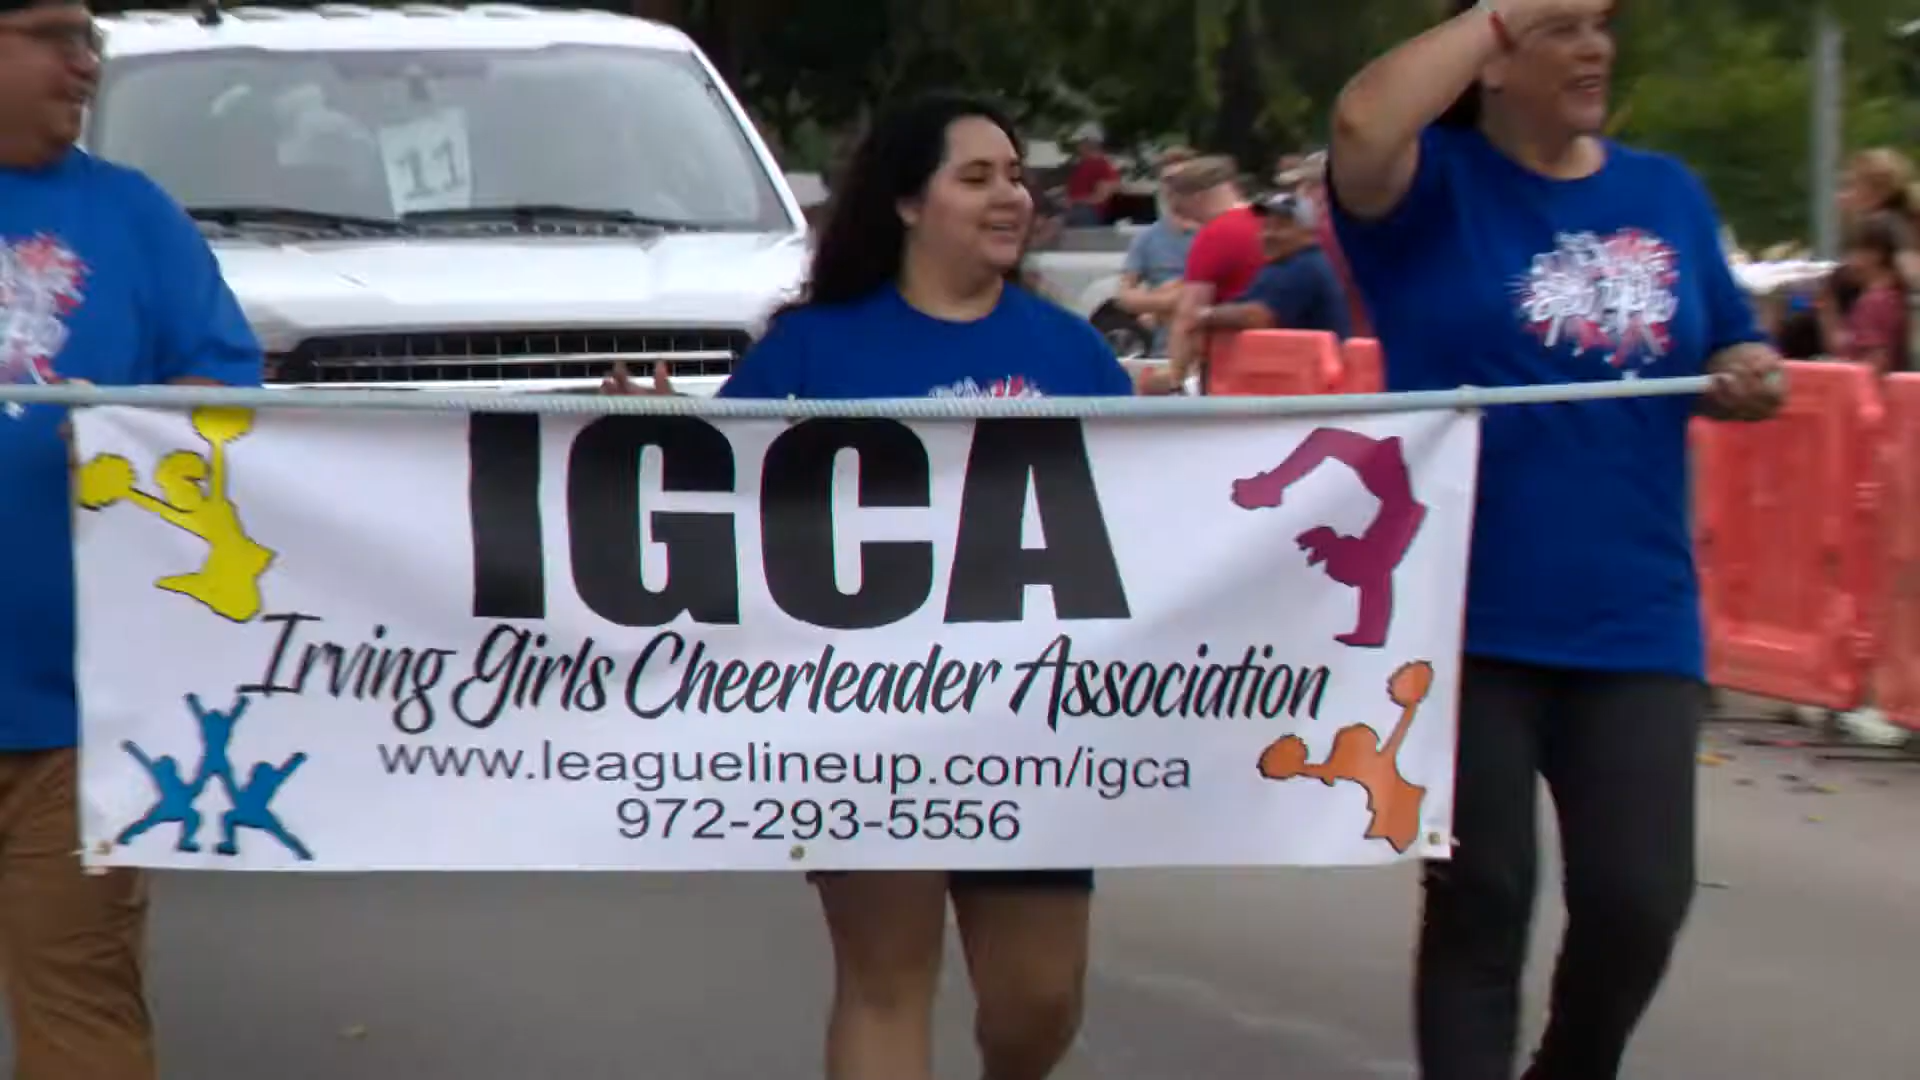 11
IGCA
Irving Girls Cheerleader Association
www.leaguelineup.com/igca
972-293-5556